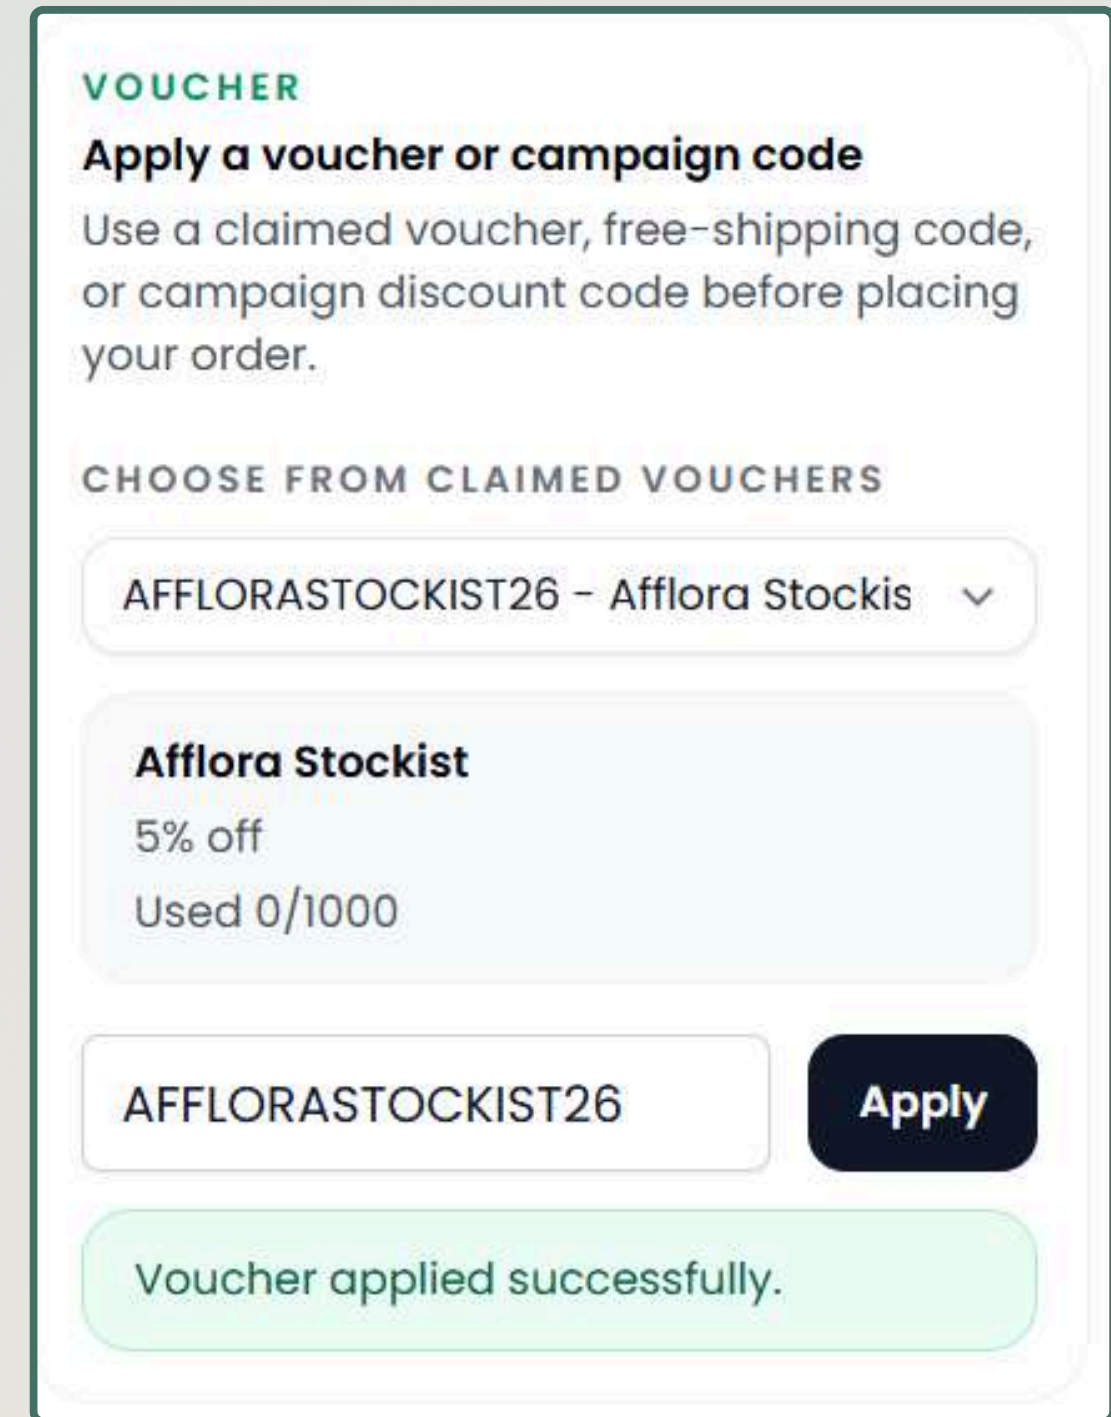 VOUCHER
Apply a voucher or campaign code
Use a claimed voucher, free-shipping code,
or campaign discount code before placing
your order.
CHOOSE FROM CLAIMED VOUCHERS
AFFLORASTOCKIST26 - Afflora Stockis
Afflora Stockist
5% off
Used 0/1000
AFFLORASTOCKIST26
Apply
Voucher applied successfully.